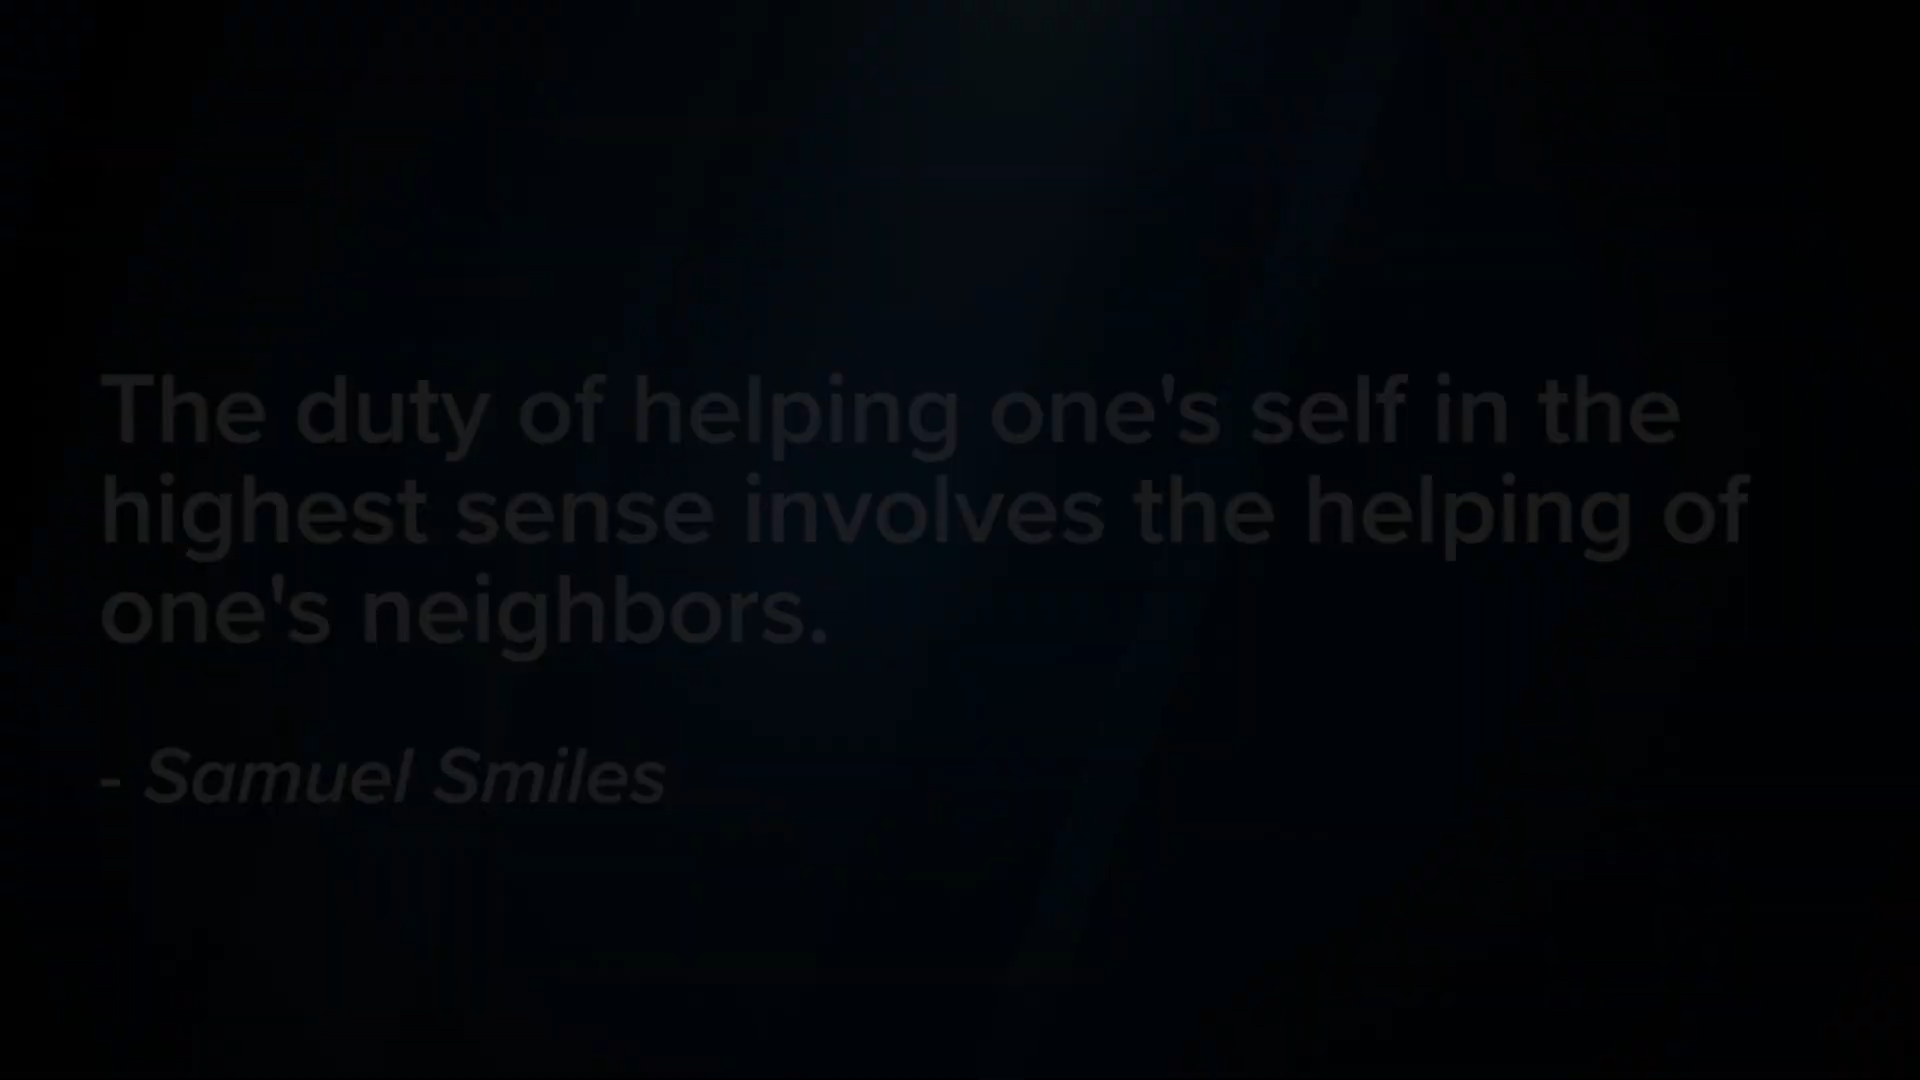 The duty of helping one's self in the
highest sense involves the helping of
one's neighbors.
- Samuel Smiles